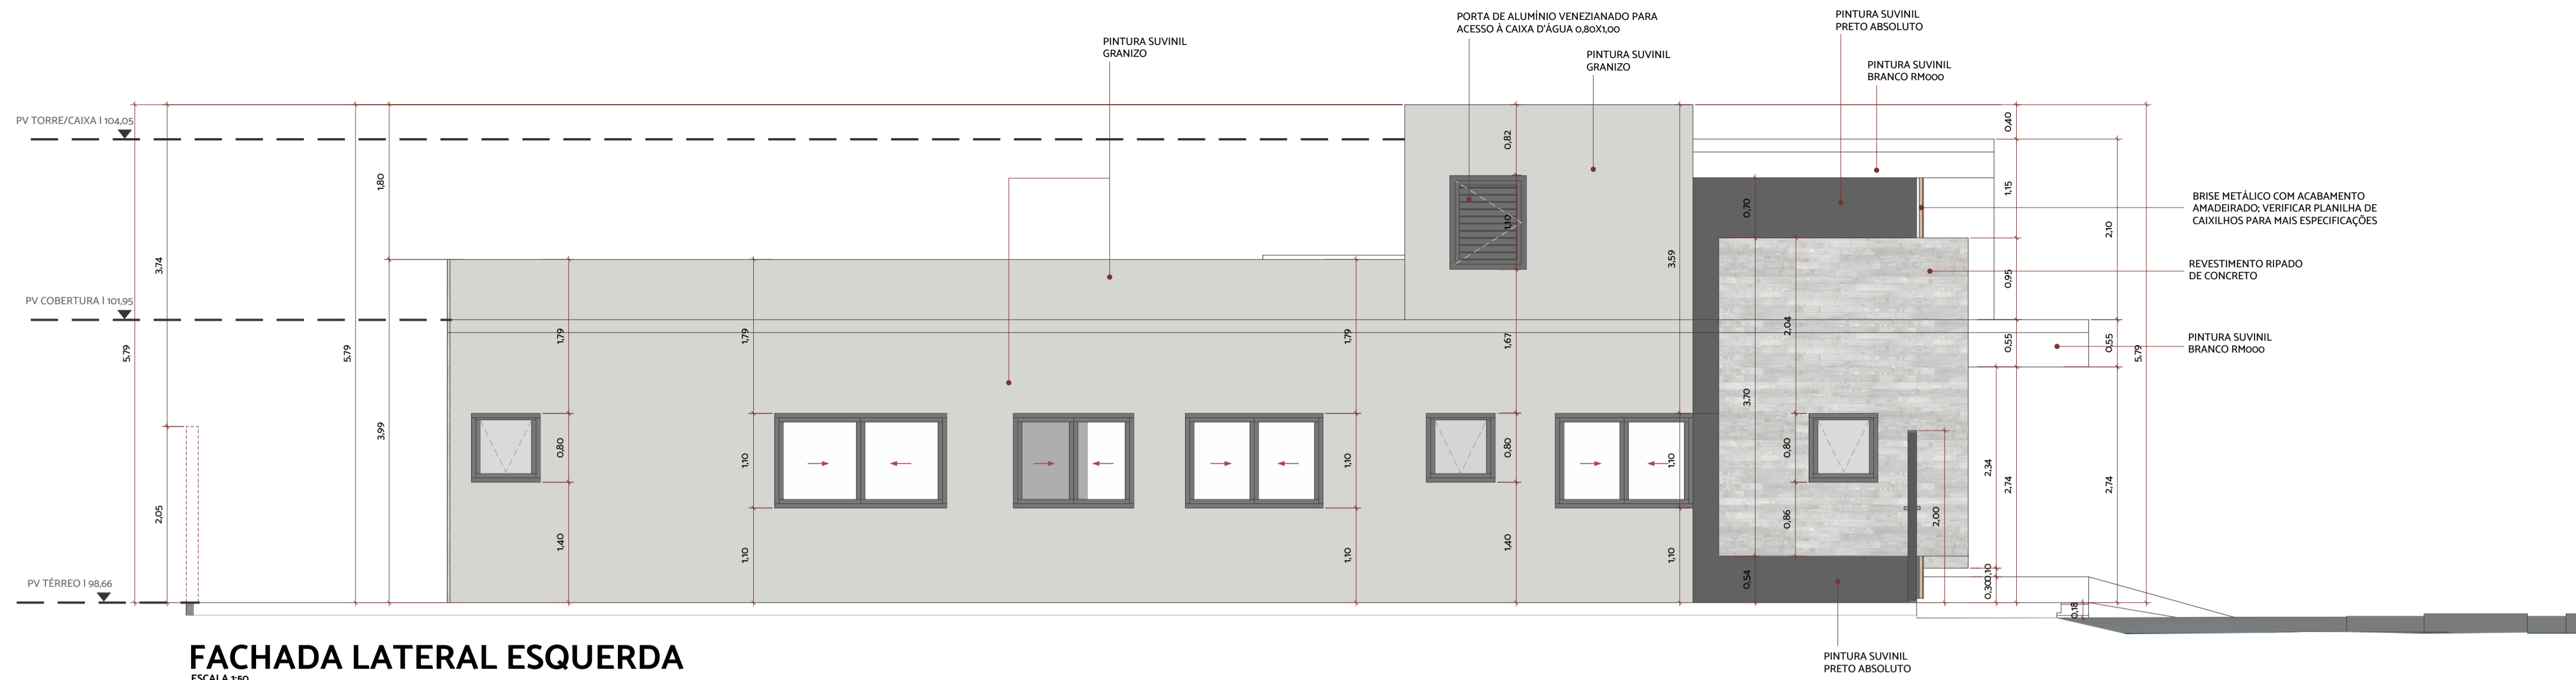 PINTURA SUVINIL
GRANIZO
PORTA DE ALUMÍNIO VENEZIANADO PARA
ACESSO À CAIXA D'ÁGUA 0,80X1,00
PINTURA SUVINIL
GRANIZO
PINTURA SUVINIL
PRETO ABSOLUTO
PINTURA SUVINIL
BRANCO RM000
PV TORRE/CAIXA | 104,05
PV COBERTURA | 101,95
PV TÉRREO | 98,66
5,79
3,74
2,05
5,79
1,80
3,99
1,79
0,80
1,40
1,79
1,10
1,10
1,79
1,10
1,10
0,82
1,10
1,67
0,80
1,40
3,59
1,10
1,10
0,70
3,70
0,54
2,04
0,80
0,86
2,00
2,34
0,10
0,30
0,40
1,15
0,95
0,55
2,74
0,18
2,10
0,55
2,74
5,79
BRISE METÁLICO COM ACABAMENTO
AMADEIRADO; VERIFICAR PLANILHA DE
CAIXILHOS PARA MAIS ESPECIFICAÇÕES
REVESTIMENTO RIPADO
DE CONCRETO
PINTURA SUVINIL
BRANCO RM000
PINTURA SUVINIL
PRETO ABSOLUTO
FACHADA LATERAL ESQUERDA
ESCALA 1:50